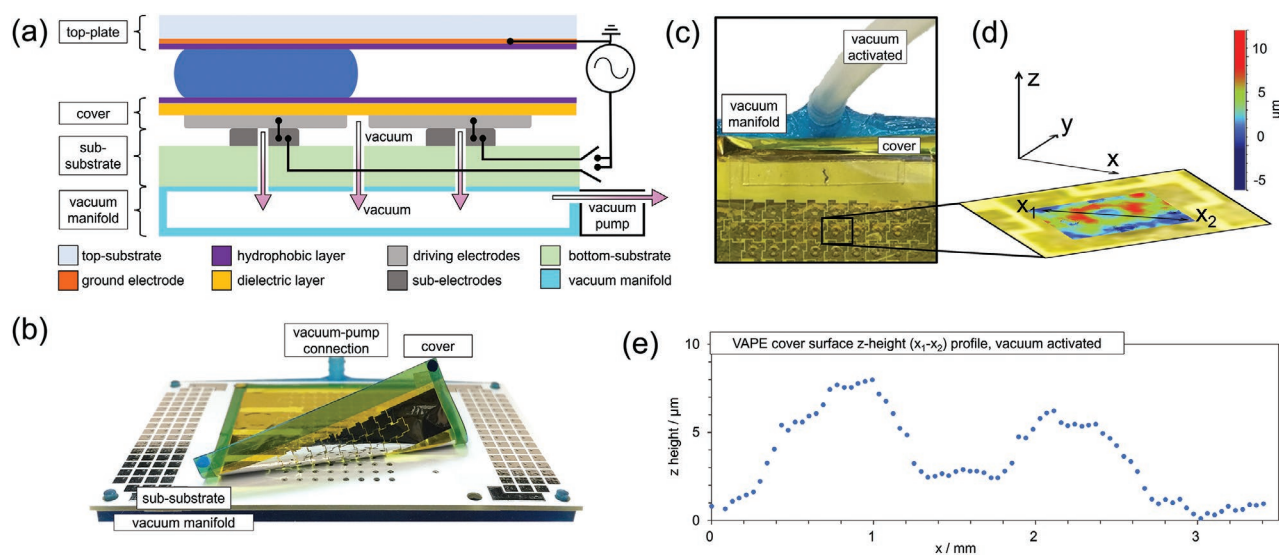 (a)
top-plate
cover
sub-
substrate
vacuum
manifold
vacuum
vacuum
vacuum
pump
top-substrate
hydrophobic layer
driving electrodes
bottom-substrate
ground electrode
dielectric layer
sub-electrodes
vacuum manifold
(b)
vacuum-pump
connection
cover
sub-substrate
vacuum manifold
(c)
vacuum
activated
vacuum
manifold
cover
(d)
z
y
x
x₁
x₂
10
5
0
-5
μm
(e)
VAPE cover surface z-height (x₁-x₂) profile, vacuum activated
z height / μm
10
5
0
0
1
2
3
x / mm